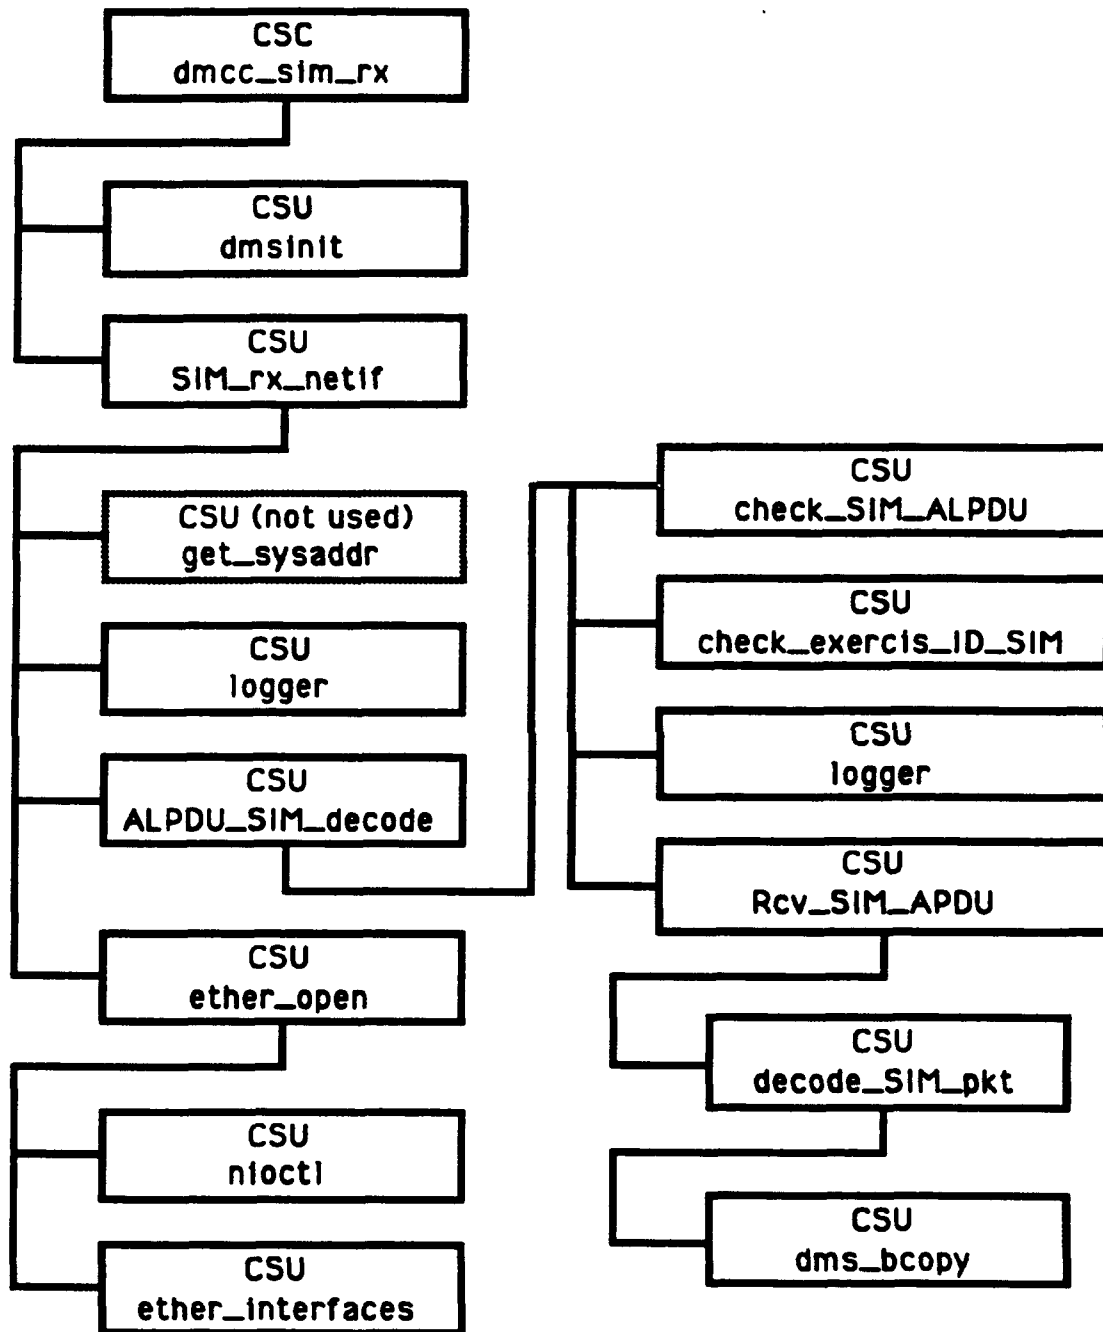 CSC
dmcc_sim_rx
CSU
dmsinit
CSU
SIM_rx_netif
CSU (not used)
get_sysaddr
CSU
logger
CSU
ALPDU_SIM_decode
CSU
ether_open
CSU
nioctl
CSU
ether_interfaces
CSU
check_SIM_ALPDU
CSU
check_exercis_ID_SIM
CSU
logger
CSU
Rcv_SIM_APDU
CSU
decode_SIM_pkt
CSU
dms_bcopy